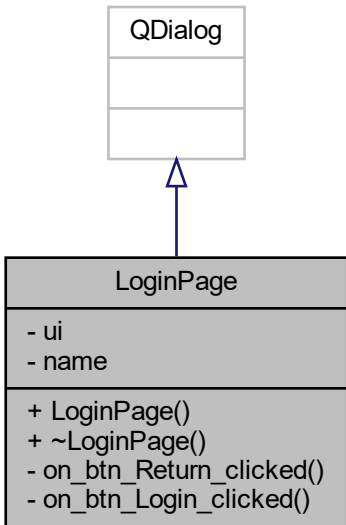 QDialog
LoginPage
- ui
- name
+ LoginPage()
+ ~LoginPage()
- on_btn_Return_clicked()
- on_btn_Login_clicked()